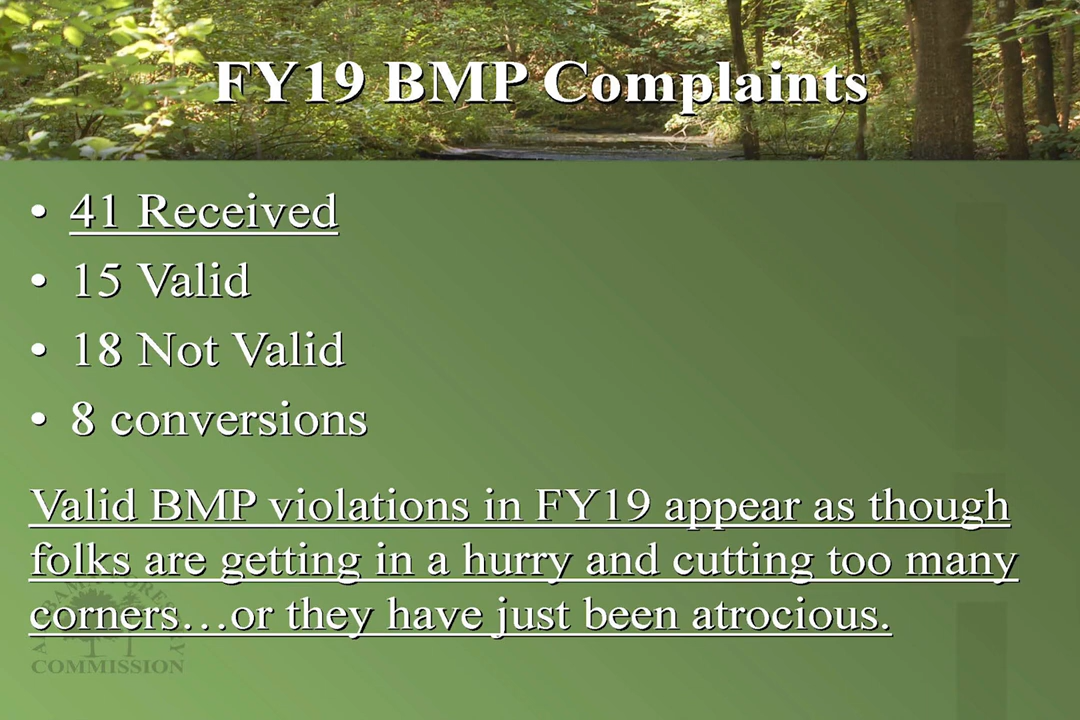 FY19 BMP Complaints
• 41 Received
• 15 Valid
• 18 Not Valid
• 8 conversions
Valid BMP violations in FY19 appear as though
folks are getting in a hurry and cutting too many
corners…or they have just been atrocious.
COMMISSION